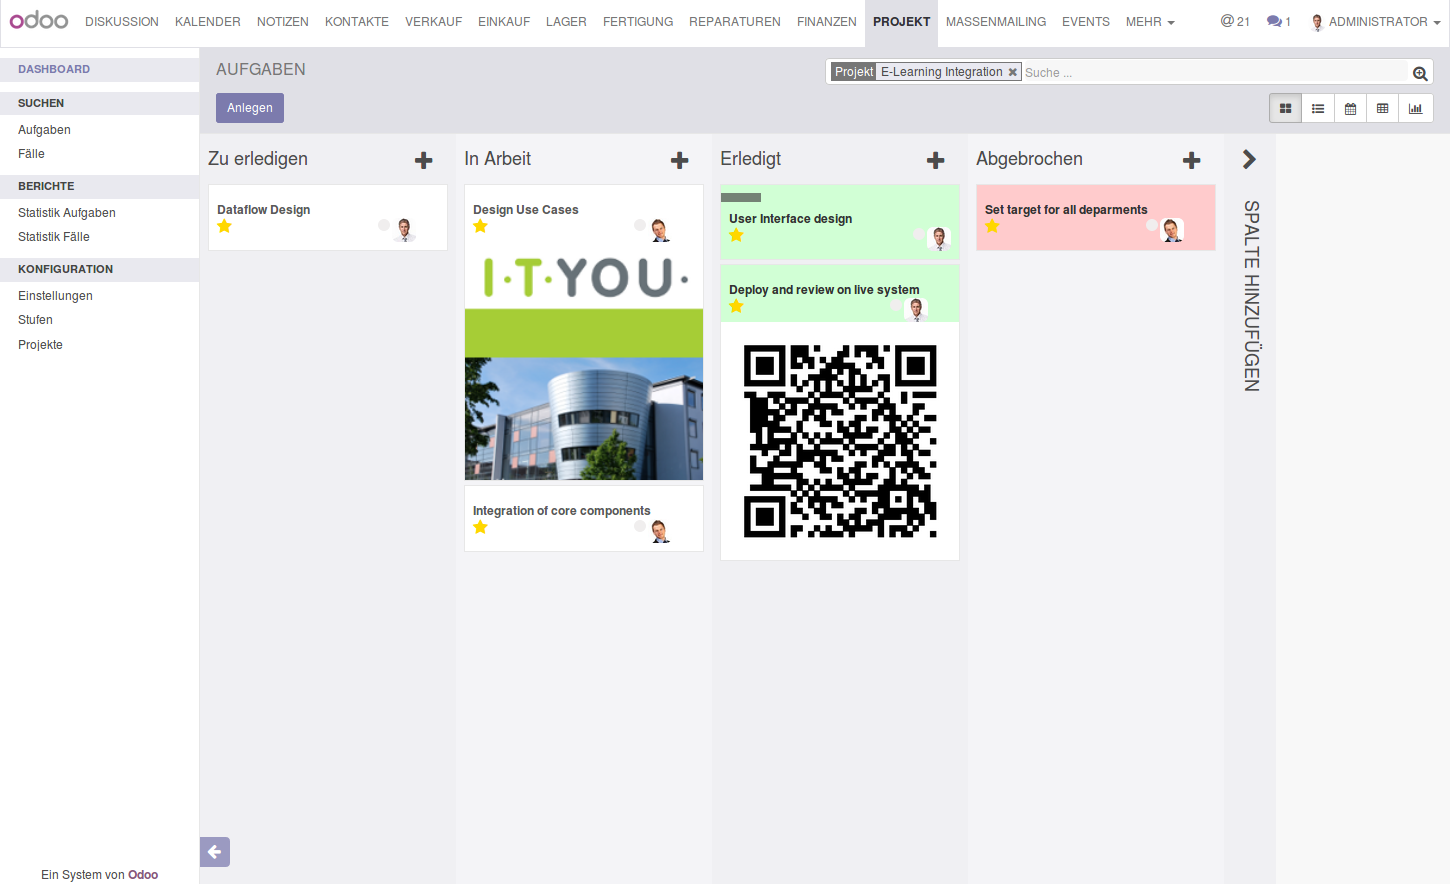 odoo
DISKUSSION KALENDER NOTIZEN KONTAKTE VERKAUF EINKAUF LAGER FERTIGUNG REPARATUREN FINANZEN PROJEKT MASSENMAILING EVENTS MEHR @ 21 1 ADMINISTRATOR
DASHBOARD
SUCHEN
Aufgaben
Fälle
BERICHTE
Statistik Aufgaben
Statistik Fälle
KONFIGURATION
Einstellungen
Stufen
Projekte
Ein System von Odoo
AUFGABEN
Projekt E-Learning Integration Suche ...
Anlegen
Zu erledigen
Dataflow Design
In Arbeit
Design Use Cases
I·T·YOU·
Integration of core components
Erledigt
User Interface design
Deploy and review on live system
Abgebrochen
Set target for all deparments
SPALTE HINZUFÜGEN